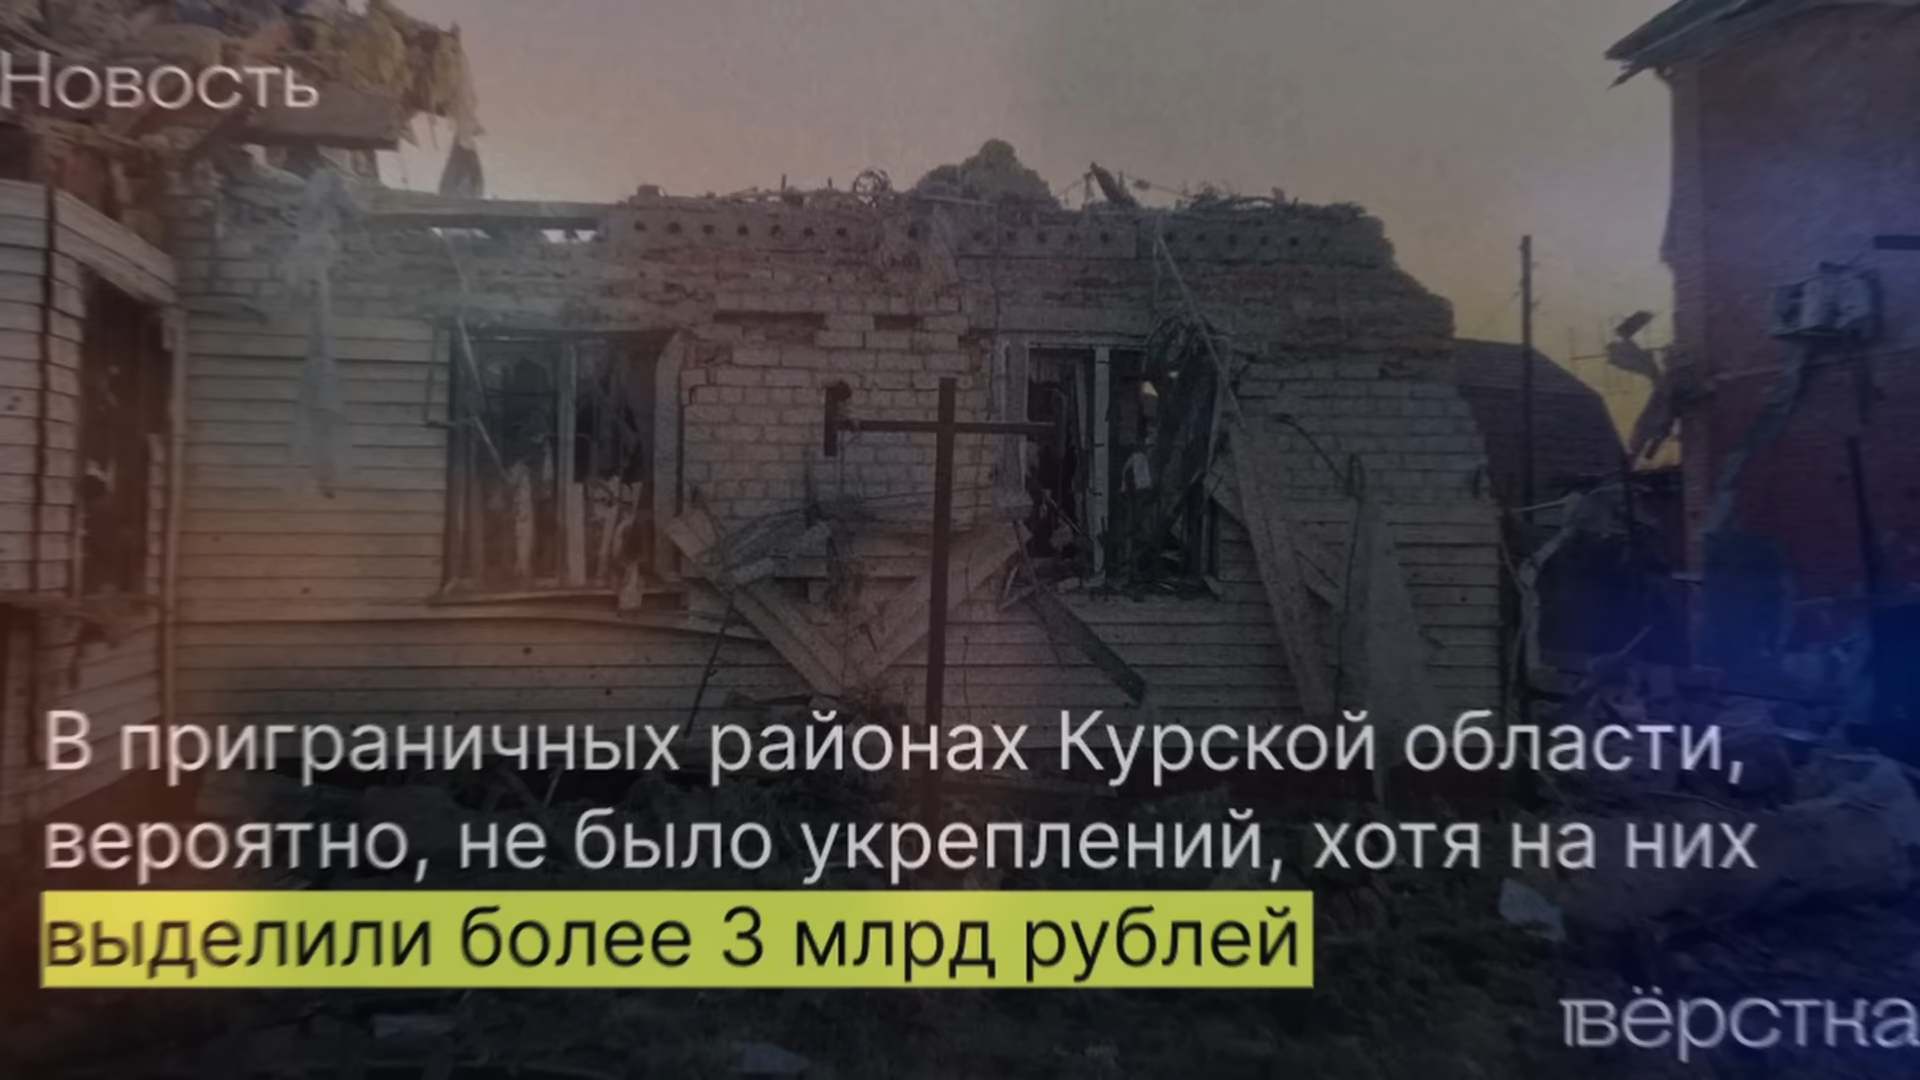 Новость
В приграничных районах Курской области,
вероятно, не было укреплений, хотя на них
выделили более 3 млрд рублей
вёрстка